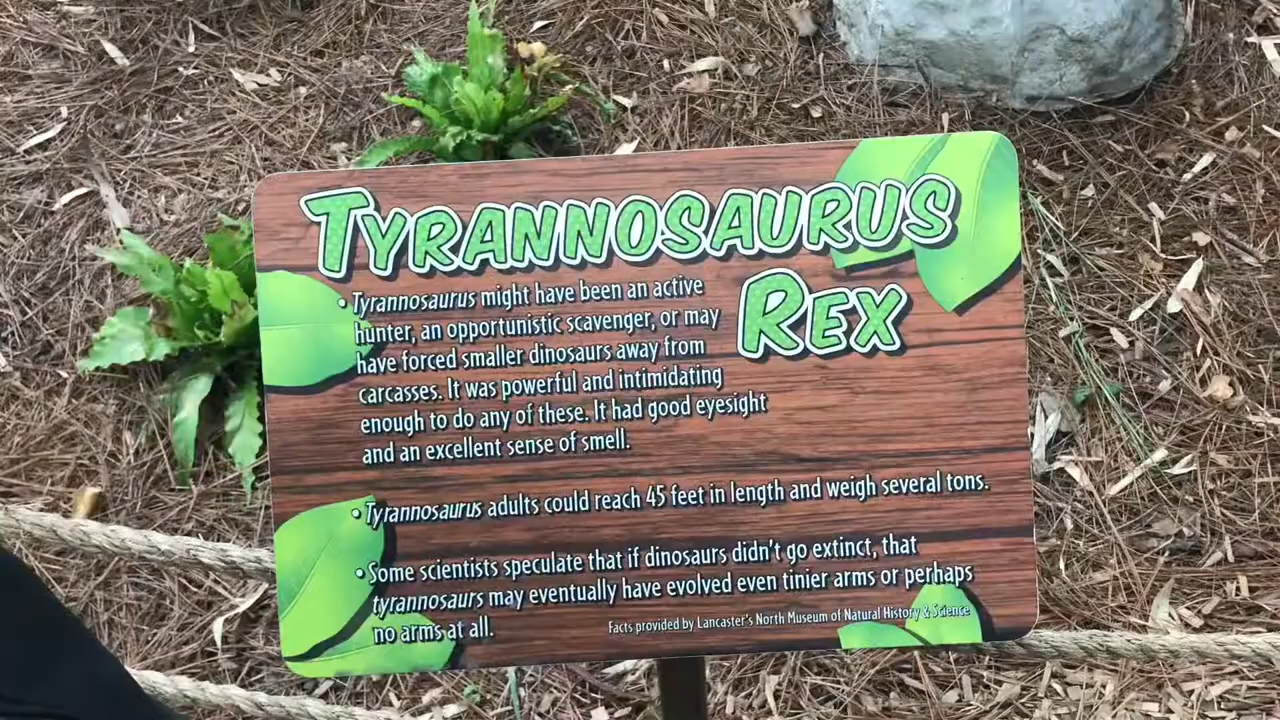 TYRANNOSAURUS
REX
• Tyrannosaurus might have been an active
hunter, an opportunistic scavenger, or may
have forced smaller dinosaurs away from
carcasses. It was powerful and intimidating
enough to do any of these. It had good eyesight
and an excellent sense of smell.
• Tyrannosaurus adults could reach 45 feet in length and weigh several tons.
• Some scientists speculate that if dinosaurs didn't go extinct, that
tyrannosaurs may eventually have evolved even tinier arms or perhaps
no arms at all.
Facts provided by Lancaster's North Museum of Natural History & Science